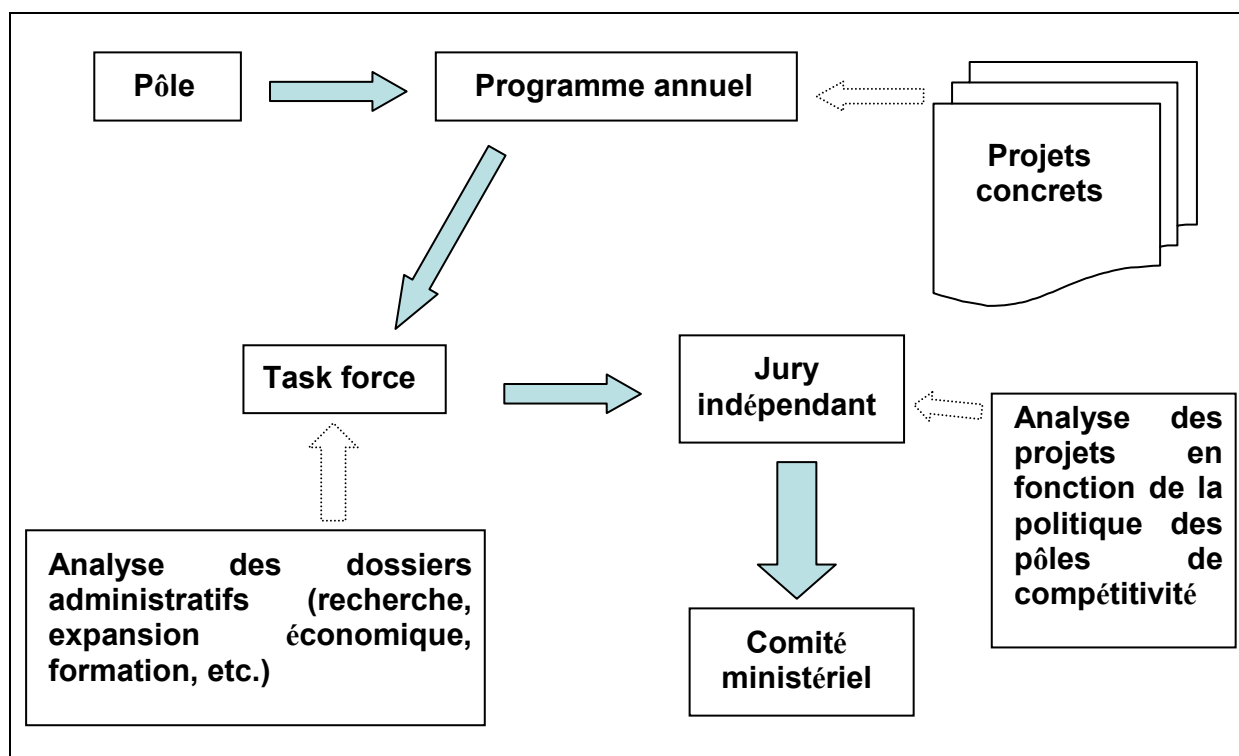 Pôle
Programme annuel
Projets
concrets
Task force
Jury
indépendant
Analyse des
projets en
fonction de la
politique des
pôles de
compétitivité
Analyse des dossiers
administratifs (recherche,
expansion économique,
formation, etc.)
Comité
ministériel